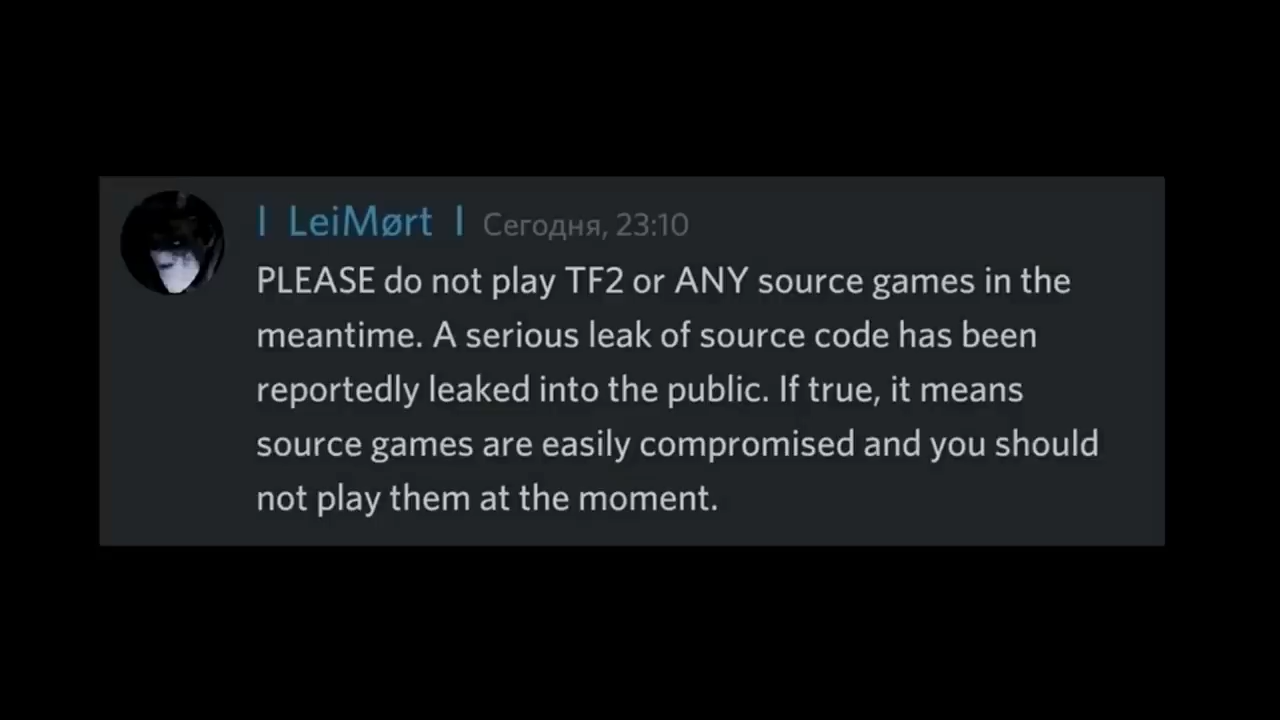 | LeiMørt | Сегодня, 23:10
PLEASE do not play TF2 or ANY source games in the
meantime. A serious leak of source code has been
reportedly leaked into the public. If true, it means
source games are easily compromised and you should
not play them at the moment.